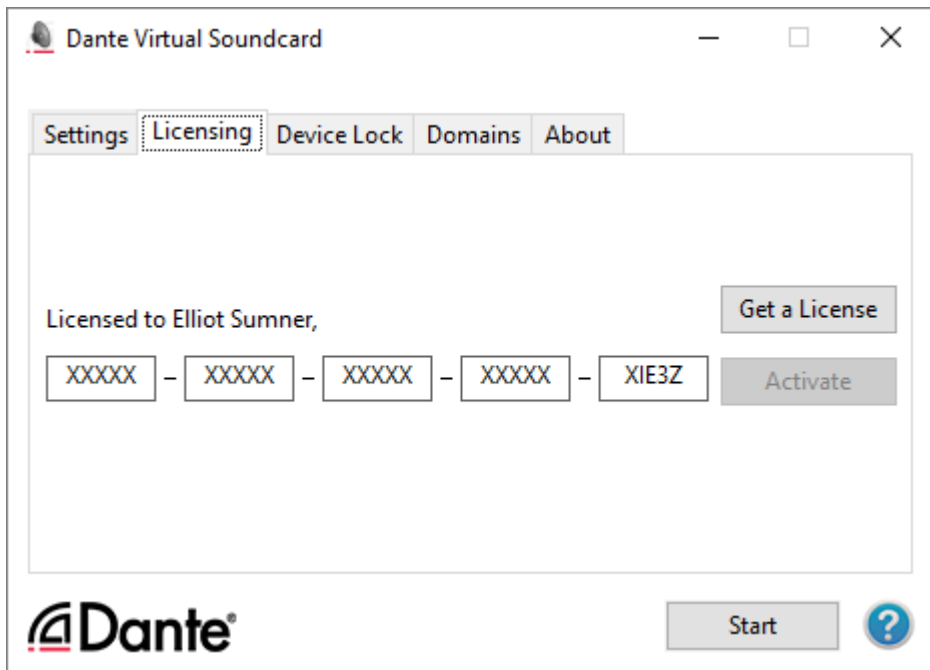 Dante Virtual Soundcard
Settings Licensing Device Lock Domains About
Licensed to Elliot Sumner,
Get a License
XXXXX – XXXXX – XXXXX – XXXXX – XIE3Z
Activate
Dante®
Start
?